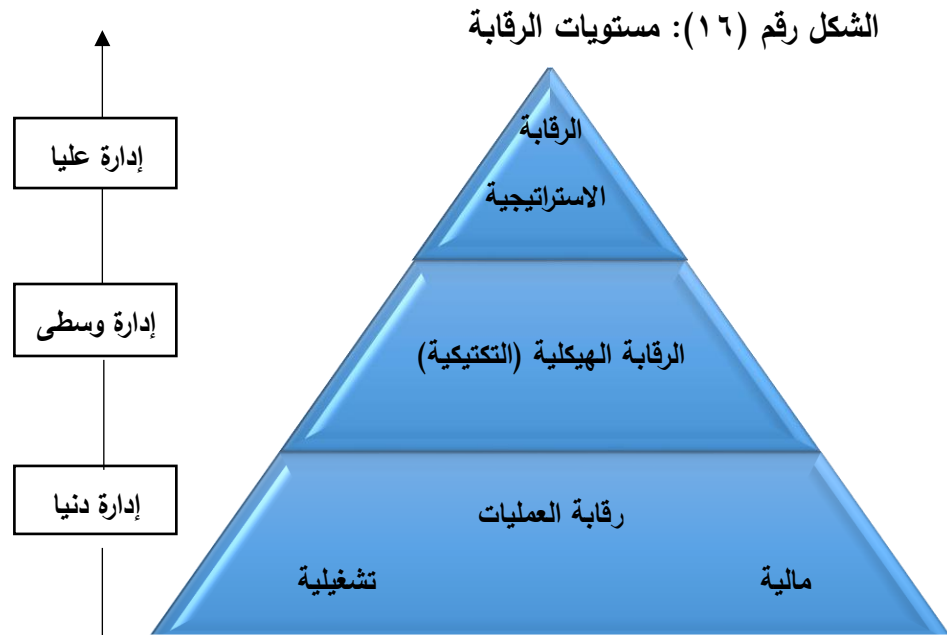 الشكل رقم (١٦): مستويات الرقابة
الرقابة
الاستراتيجية
إدارة عليا
الرقابة الهيكلية (التكتيكية)
إدارة وسطى
رقابة العمليات
مالية
تشغيلية
إدارة دنيا